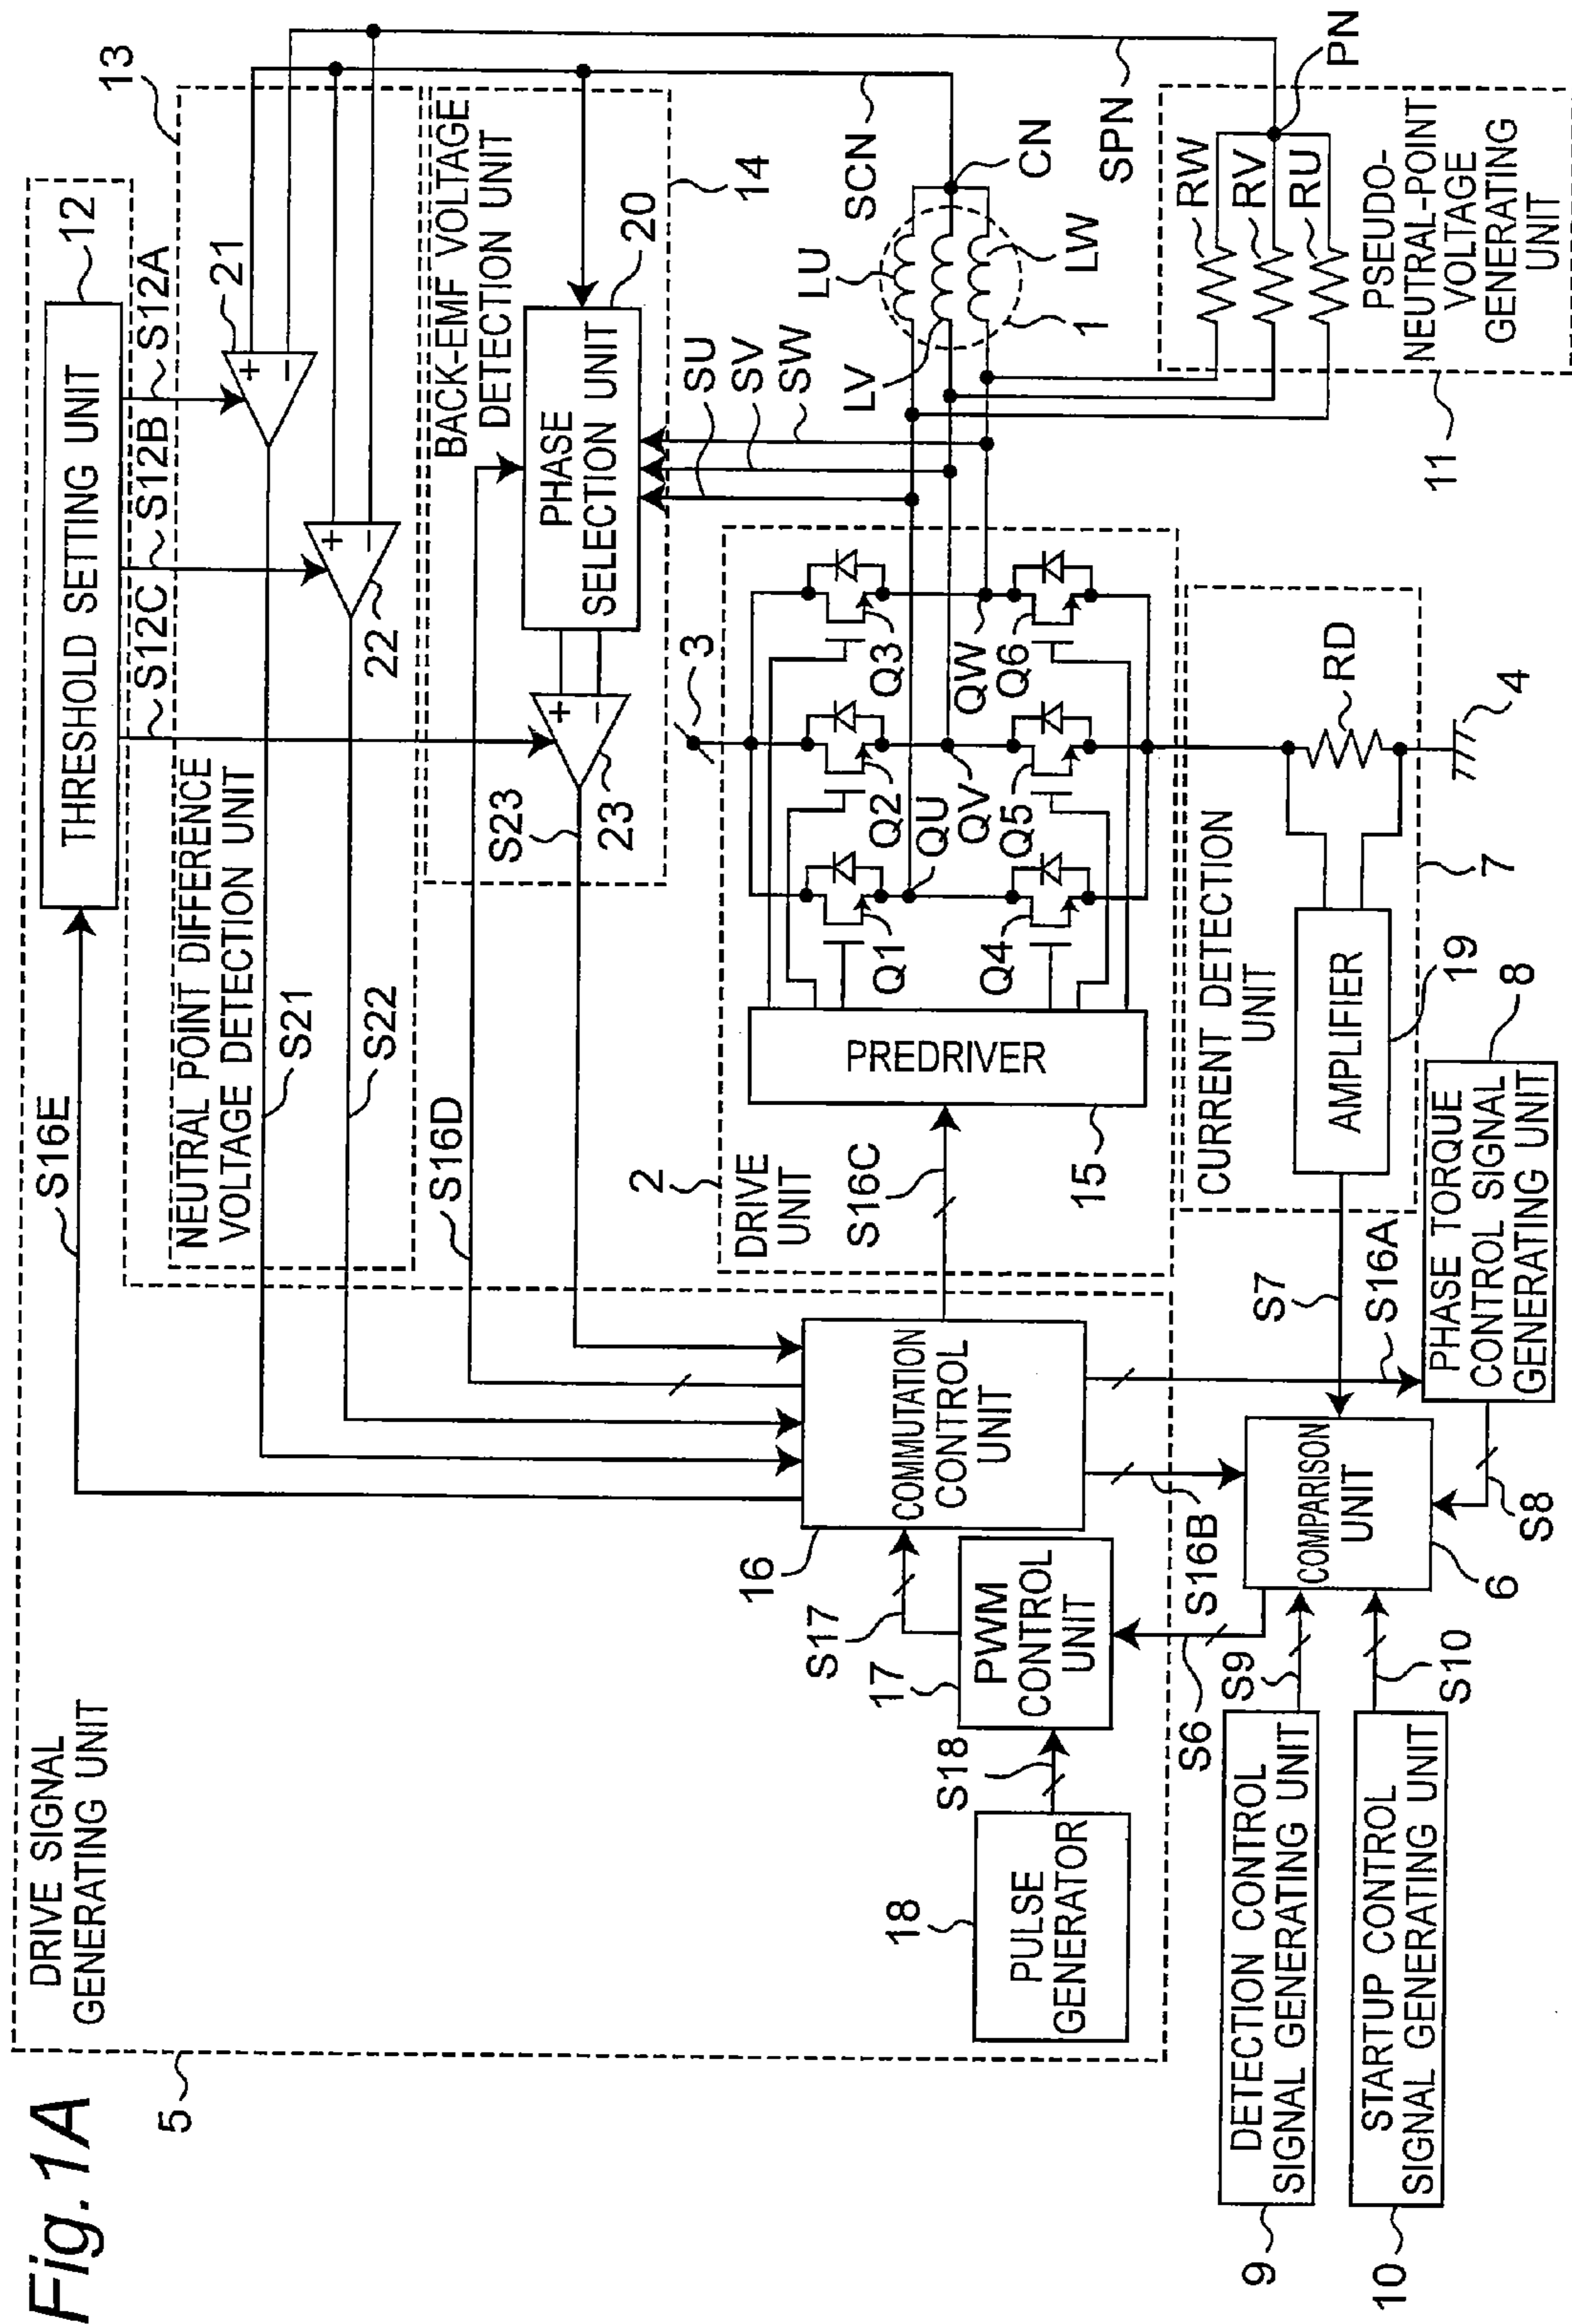 Fig. 1A
DRIVE SIGNAL
GENERATING UNIT
5
S16E
THRESHOLD SETTING UNIT
12
S12A
S12B
S12C
13
NEUTRAL POINT DIFFERENCE
VOLTAGE DETECTION UNIT
21
+
−
22
+
−
S21
S22
BACK-EMF VOLTAGE
DETECTION UNIT
14
S16D
S23
23
+
−
PHASE
SELECTION UNIT
20
SU
SV
SW
SCN
SPN
CN
PN
LU
LV
LW
1
RW
RV
RU
PSEUDO-
NEUTRAL-POINT
VOLTAGE
GENERATING
UNIT
11
2
DRIVE
UNIT
S16C
PREDRIVER
15
3
Q1
Q2
Q3
Q4
Q5
Q6
QU
QV
QW
CURRENT DETECTION
UNIT
7
AMPLIFIER
19
RD
4
COMMUTATION
CONTROL
UNIT
16
S17
PWM
CONTROL
UNIT
17
S18
PULSE
GENERATOR
18
S6
S16B
S16A
S7
COMPARISON
UNIT
6
PHASE TORQUE
CONTROL SIGNAL
GENERATING UNIT
8
S8
S9
DETECTION CONTROL
SIGNAL GENERATING UNIT
9
S10
STARTUP CONTROL
SIGNAL GENERATING UNIT
10